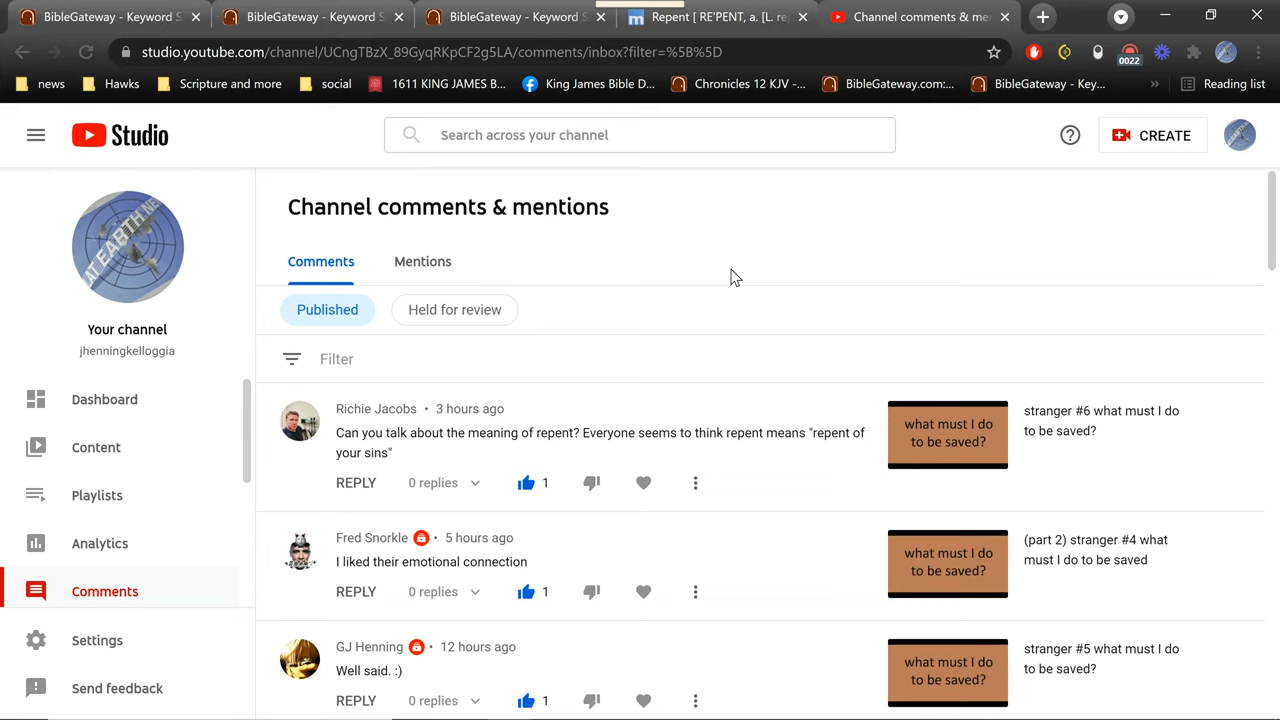 BibleGateway - Keyword S
BibleGateway - Keyword S
BibleGateway - Keyword S
Repent [ RE'PENT, a. [L. rep
Channel comments & men
studio.youtube.com/channel/UCngTBzX_89GyqRKpCF2g5LA/comments/inbox?filter=%5B%5D
0022
news
Hawks
Scripture and more
social
1611 KING JAMES B...
King James Bible D...
Chronicles 12 KJV -...
BibleGateway.com:...
BibleGateway - Key...
Reading list
Studio
Search across your channel
CREATE
AT EARTH.NE
Your channel
jhenningkelloggia
Dashboard
Content
Playlists
Analytics
Comments
Settings
Send feedback
Channel comments & mentions
Comments
Mentions
Published
Held for review
Filter
Richie Jacobs • 3 hours ago
Can you talk about the meaning of repent? Everyone seems to think repent means "repent of
your sins"
REPLY 0 replies 1
what must I do
to be saved?
stranger #6 what must I do
to be saved?
Fred Snorkle • 5 hours ago
I liked their emotional connection
REPLY 0 replies 1
what must I do
to be saved?
(part 2) stranger #4 what
must I do to be saved
GJ Henning • 12 hours ago
Well said. :)
REPLY 0 replies 1
what must I do
to be saved?
stranger #5 what must I do
to be saved?